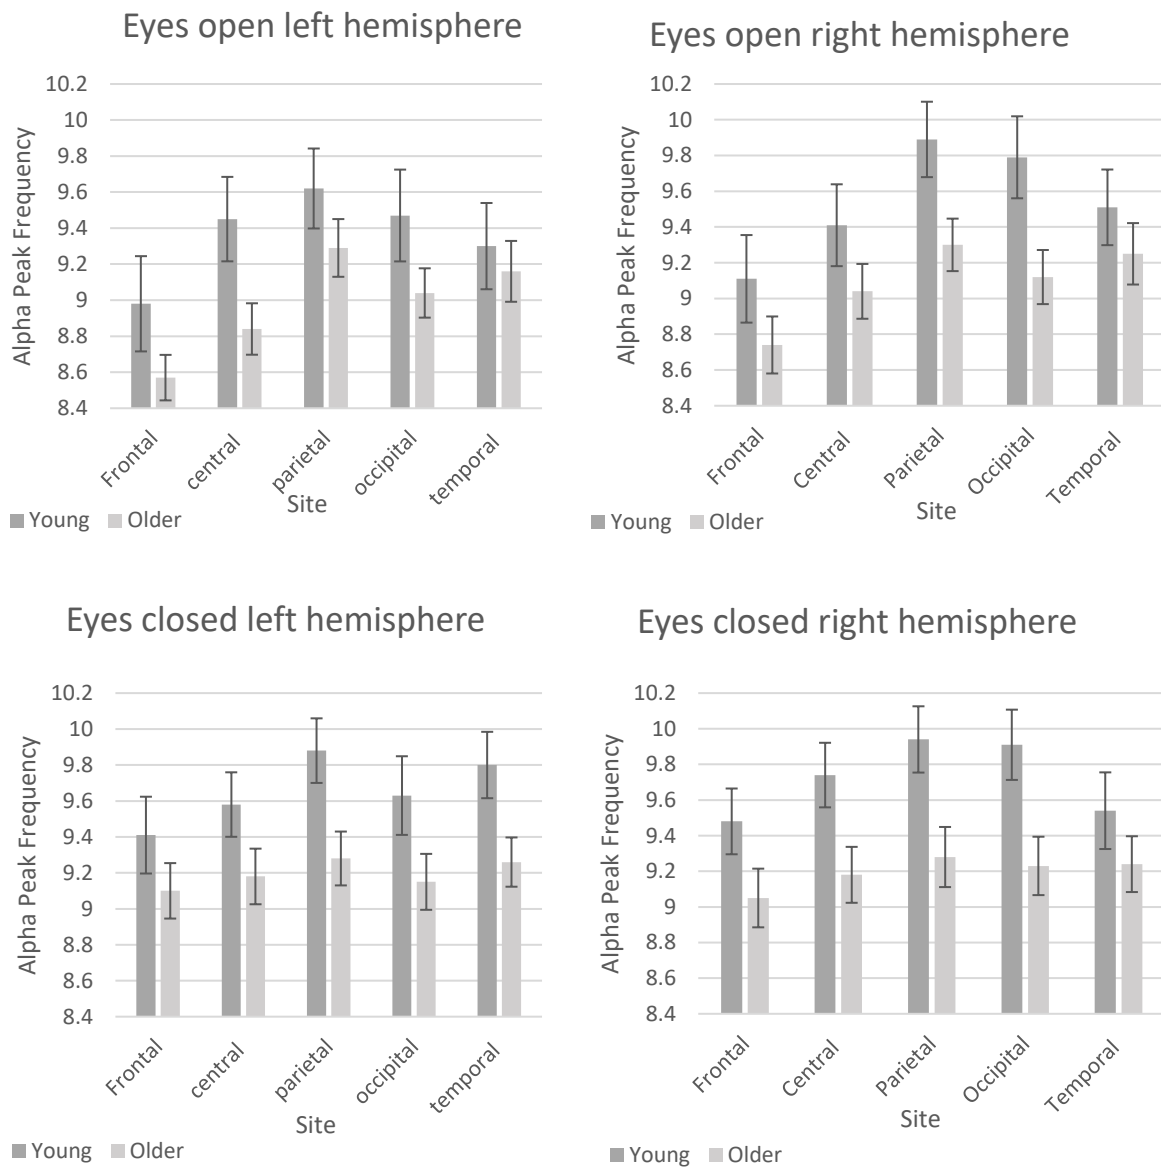 Eyes open left hemisphere
Alpha Peak Frequency
10.2
10
9.8
9.6
9.4
9.2
9
8.8
8.6
8.4
Frontal
central
parietal
occipital
temporal
Site
Young
Older
Eyes open right hemisphere
Alpha Peak Frequency
10.2
10
9.8
9.6
9.4
9.2
9
8.8
8.6
8.4
Frontal
Central
Parietal
Occipital
Temporal
Site
Young
Older
Eyes closed left hemisphere
Alpha Peak Frequency
10.2
10
9.8
9.6
9.4
9.2
9
8.8
8.6
8.4
Frontal
central
parietal
occipital
temporal
Site
Young
Older
Eyes closed right hemisphere
Alpha Peak Frequency
10.2
10
9.8
9.6
9.4
9.2
9
8.8
8.6
8.4
Frontal
Central
Parietal
Occipital
Temporal
Site
Young
Older